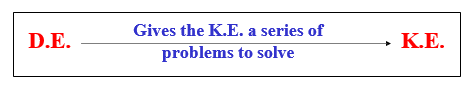 D.E. Gives the K.E. a series of K.E.
problems to solve